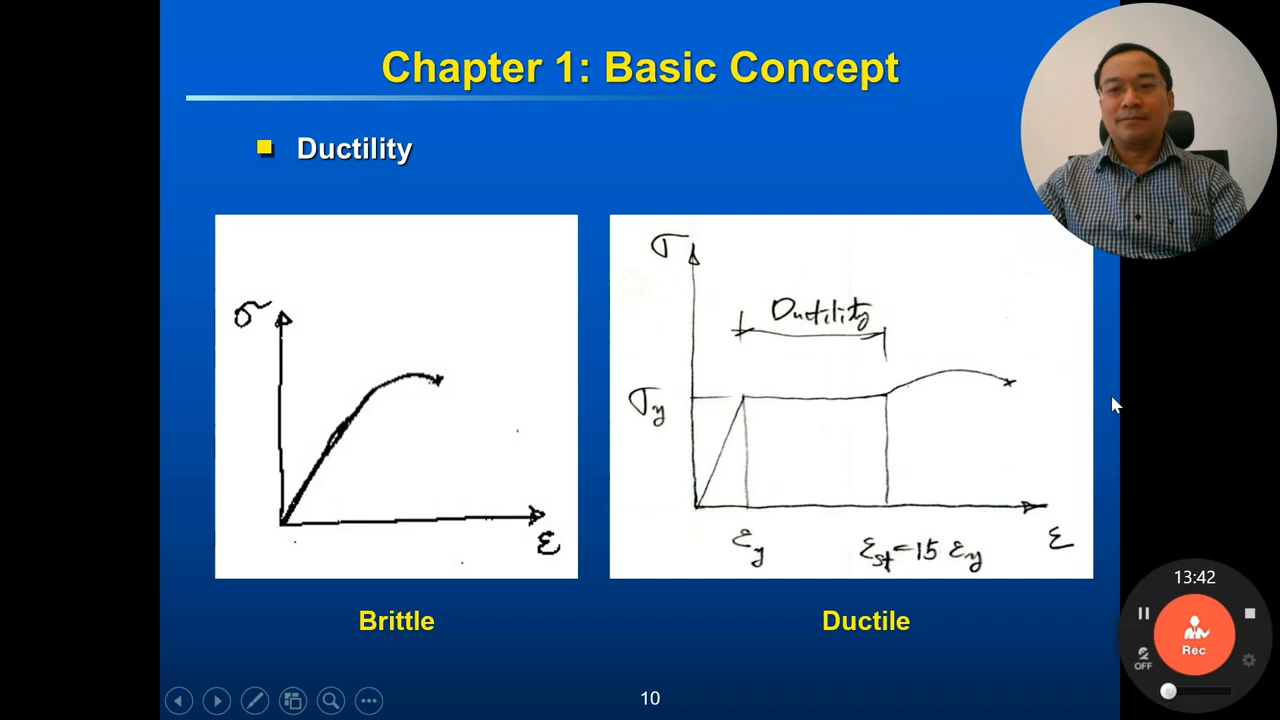 Chapter 1: Basic Concept
Ductility
σ
ε
σ
Ductility
σy
εy
εst=15 εy
ε
Brittle
Ductile
10
13:42
Rec
OFF